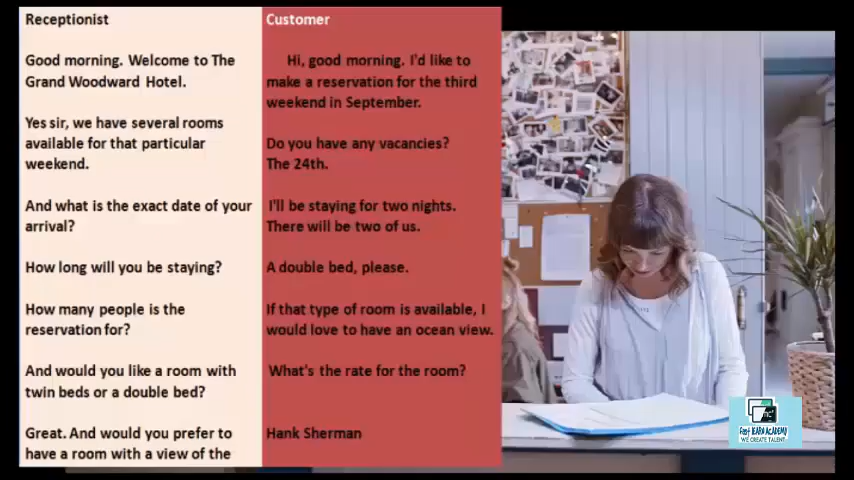 Receptionist
Good morning. Welcome to The
Grand Woodward Hotel.
Yes sir, we have several rooms
available for that particular
weekend.
And what is the exact date of your
arrival?
How long will you be staying?
How many people is the
reservation for?
And would you like a room with
twin beds or a double bed?
Great. And would you prefer to
have a room with a view of the
Customer
Hi, good morning. I'd like to
make a reservation for the third
weekend in September.
Do you have any vacancies?
The 24th.
I'll be staying for two nights.
There will be two of us.
A double bed, please.
If that type of room is available, I
would love to have an ocean view.
What's the rate for the room?
Hank Sherman
WE CREATE TALENT